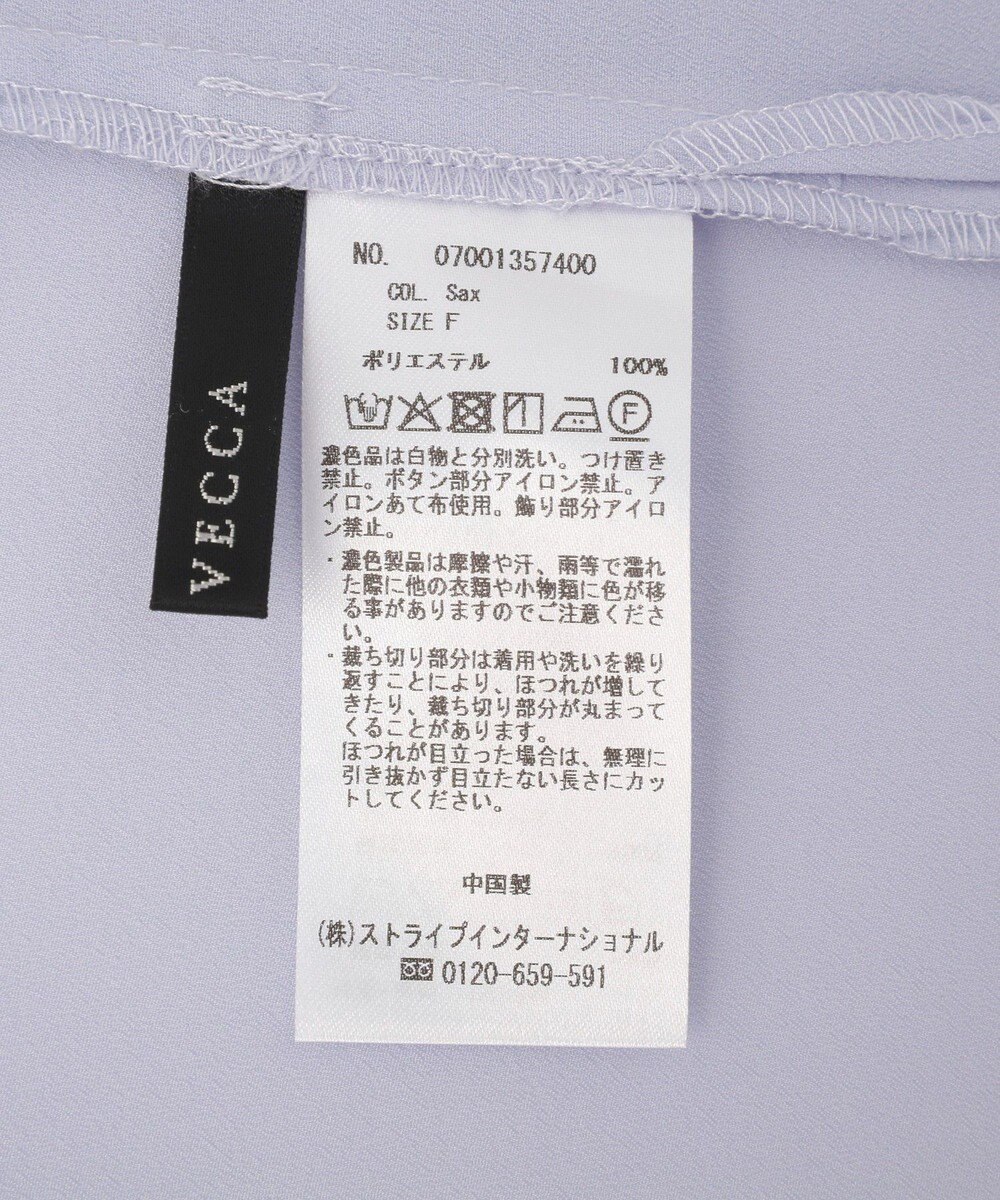 VECCA
NO. 07001357400
COL. Sax
SIZE F
ポリエステル 100%
F
濃色品は白物と分別洗い。つけ置き
禁止。ボタン部分アイロン禁止。ア
イロンあて布使用。飾り部分アイロ
ン禁止。
・濃色製品は摩擦や汗、雨等で濡れ
た際に他の衣類や小物類に色が移
る事がありますのでご注意くださ
い。
・裁ち切り部分は着用や洗いを繰り
返すことにより、ほつれが増して
きたり、裁ち切り部分が丸まって
くることがあります。
ほつれが目立った場合は、無理に
引き抜かず目立たない長さにカッ
トしてください。
中国製
(株)ストライプインターナショナル
0120-659-591